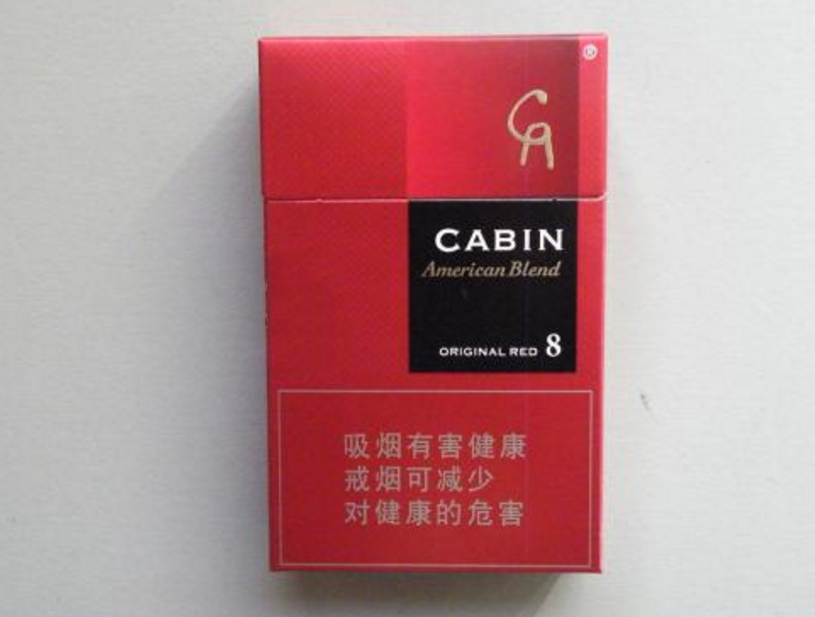 ®
CA
CABIN
American Blend
ORIGINAL RED 8
吸烟有害健康
戒烟可减少
对健康的危害